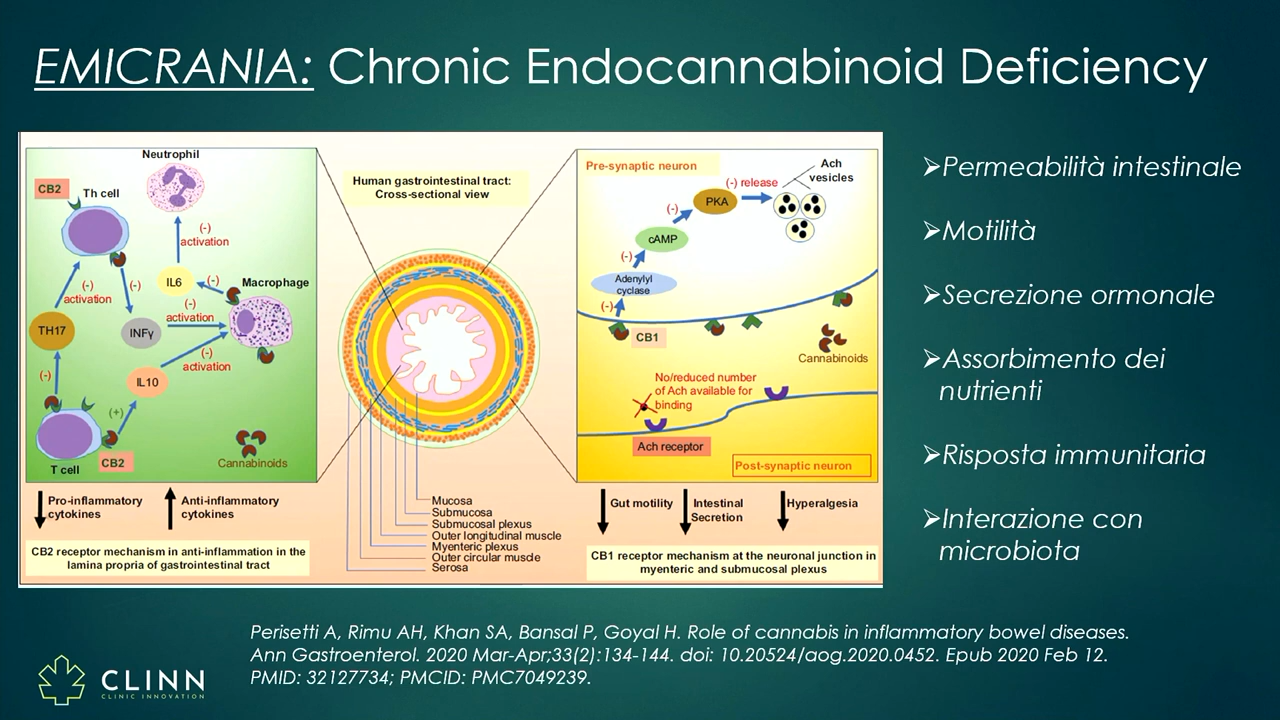 EMICRANIA: Chronic Endocannabinoid Deficiency
Neutrophil
CB2
Th cell
(-)
activation
IL6
(-)
Macrophage
(-)
activation
(-)
(-)
activation
TH17
INFγ
(-)
activation
(-)
IL10
(+)
T cell
CB2
Cannabinoids
Pro-inflammatory
cytokines
Anti-inflammatory
cytokines
CB2 receptor mechanism in anti-inflammation in the
lamina propria of gastrointestinal tract
Human gastrointestinal tract:
Cross-sectional view
Mucosa
Submucosa
Submucosal plexus
Outer longitudinal muscle
Myenteric plexus
Outer circular muscle
Serosa
Pre-synaptic neuron
Ach
vesicles
(-) release
PKA
(-)
cAMP
(-)
Adenylyl
cyclase
(-)
CB1
Cannabinoids
No/reduced number
of Ach available for
binding
Ach receptor
Post-synaptic neuron
Gut motility
Intestinal
Secretion
Hyperalgesia
CB1 receptor mechanism at the neuronal junction in
myenteric and submucosal plexus
➢Permeabilità intestinale
➢Motilità
➢Secrezione ormonale
➢Assorbimento dei
nutrienti
➢Risposta immunitaria
➢Interazione con
microbiota
Perisetti A, Rimu AH, Khan SA, Bansal P, Goyal H. Role of cannabis in inflammatory bowel diseases.
Ann Gastroenterol. 2020 Mar-Apr;33(2):134-144. doi: 10.20524/aog.2020.0452. Epub 2020 Feb 12.
PMID: 32127734; PMCID: PMC7049239.
CLINN
CLINIC INNOVATION